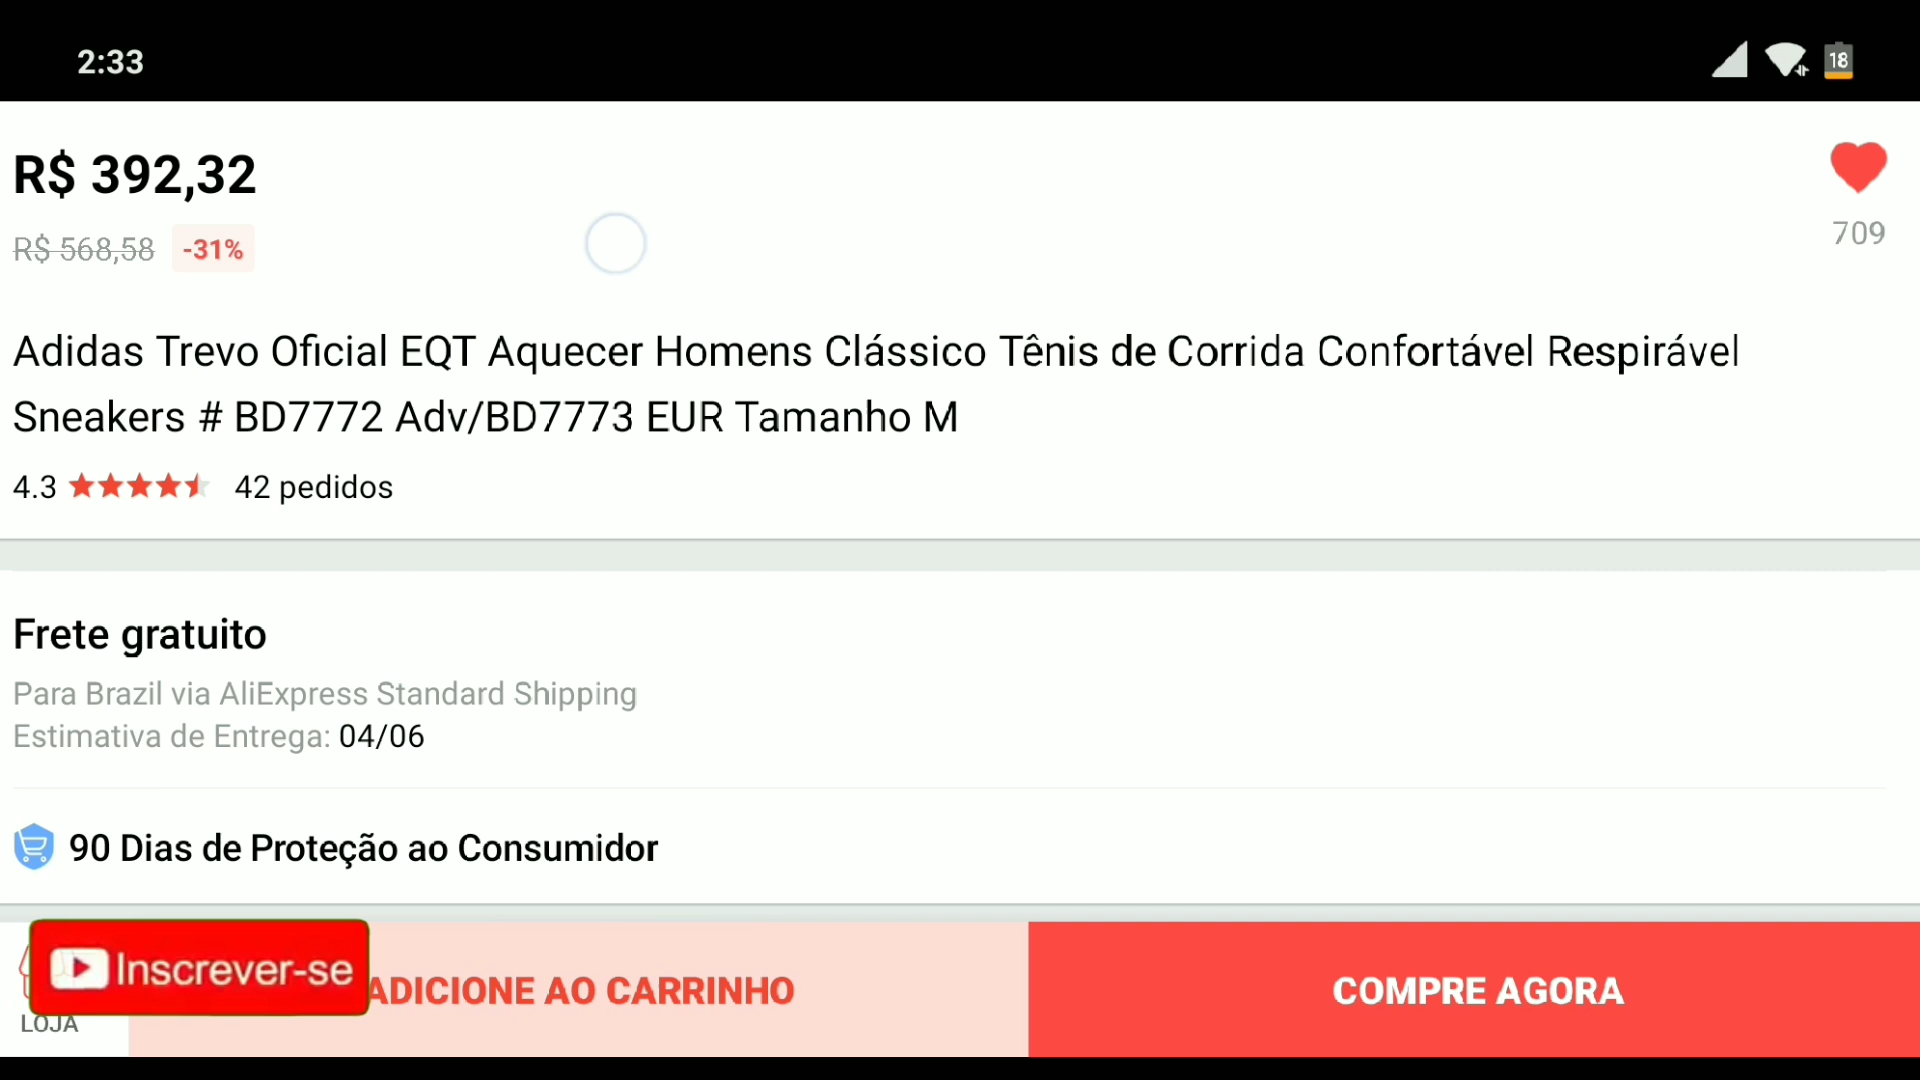 2:33
18
R$ 392,32
R$ 568,58 -31%
709
Adidas Trevo Oficial EQT Aquecer Homens Clássico Tênis de Corrida Confortável Respirável
Sneakers # BD7772 Adv/BD7773 EUR Tamanho M
4.3 42 pedidos
Frete gratuito
Para Brazil via AliExpress Standard Shipping
Estimativa de Entrega: 04/06
90 Dias de Proteção ao Consumidor
Inscrever-se
LOJA
ADICIONE AO CARRINHO
COMPRE AGORA